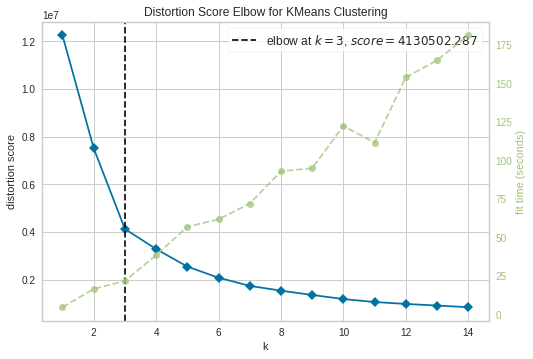 Distortion Score Elbow for KMeans Clustering
1e7
elbow at k = 3, score = 4130502.287
1.2
1.0
0.8
0.6
0.4
0.2
distortion score
175
150
125
100
75
50
25
0
fit time (seconds)
2 4 6 8 10 12 14
k